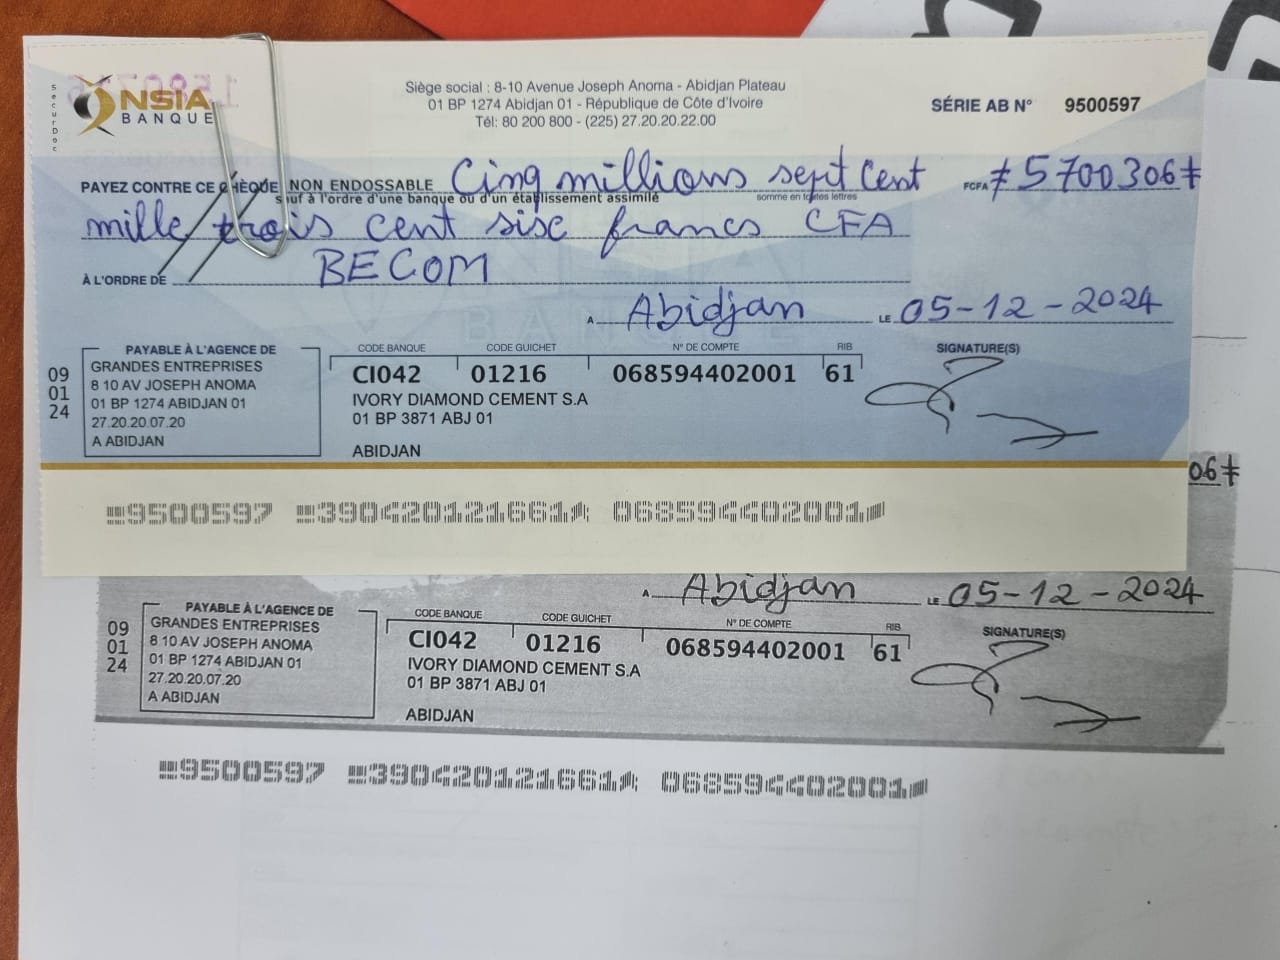 SecurDoc
NSIA
BANQUE
Siège social : 8-10 Avenue Joseph Anoma - Abidjan Plateau
01 BP 1274 Abidjan 01 - République de Côte d'Ivoire
Tél: 80 200 800 - (225) 27.20.20.22.00
SÉRIE AB N° 9500597
PAYEZ CONTRE CE CHÈQUE NON ENDOSSABLE Cinq millions sept Cent FCFA ≠5700306≠
sauf à l'ordre d'une banque ou d'un établissement assimilé somme en toutes lettres
mille trois cent sisc francs CFA
À L'ORDRE DE BECOM
A Abidjan LE 05-12-2024
PAYABLE À L'AGENCE DE
GRANDES ENTREPRISES
8 10 AV JOSEPH ANOMA
01 BP 1274 ABIDJAN 01
27.20.20.07.20
A ABIDJAN
09
01
24
CODE BANQUE CODE GUICHET N° DE COMPTE RIB SIGNATURE(S)
CI042 01216 068594402001 61
IVORY DIAMOND CEMENT S.A
01 BP 3871 ABJ 01
ABIDJAN
9500597 390420121661 068594402001
06≠
A Abidjan LE 05-12-2024
PAYABLE À L'AGENCE DE
GRANDES ENTREPRISES
8 10 AV JOSEPH ANOMA
01 BP 1274 ABIDJAN 01
27.20.20.07.20
A ABIDJAN
09
01
24
CODE BANQUE CODE GUICHET N° DE COMPTE RIB SIGNATURE(S)
CI042 01216 068594402001 61
IVORY DIAMOND CEMENT S.A
01 BP 3871 ABJ 01
ABIDJAN
9500597 390420121661 068594402001